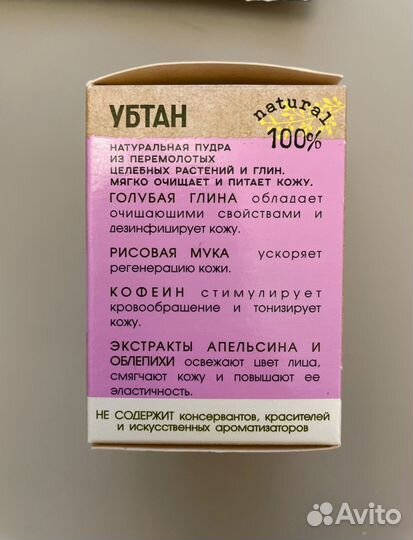 УБТАН
natural
100%
НАТУРАЛЬНАЯ ПУДРА
ИЗ ПЕРЕМОЛОТЫХ
ЦЕЛЕБНЫХ РАСТЕНИЙ И ГЛИН.
МЯГКО ОЧИЩАЕТ И ПИТАЕТ КОЖУ.
ГОЛУБАЯ ГЛИНА обладает
очищающими свойствами и
дезинфицирует кожу.
РИСОВАЯ МУКА ускоряет
регенерацию кожи.
КОФЕИН стимулирует
кровообращение и тонизирует
кожу.
ЭКСТРАКТЫ АПЕЛЬСИНА И
ОБЛЕПИХИ освежают цвет лица,
смягчают кожу и повышают ее
эластичность.
НЕ СОДЕРЖИТ консервантов, красителей
и искусственных ароматизаторов
Avito